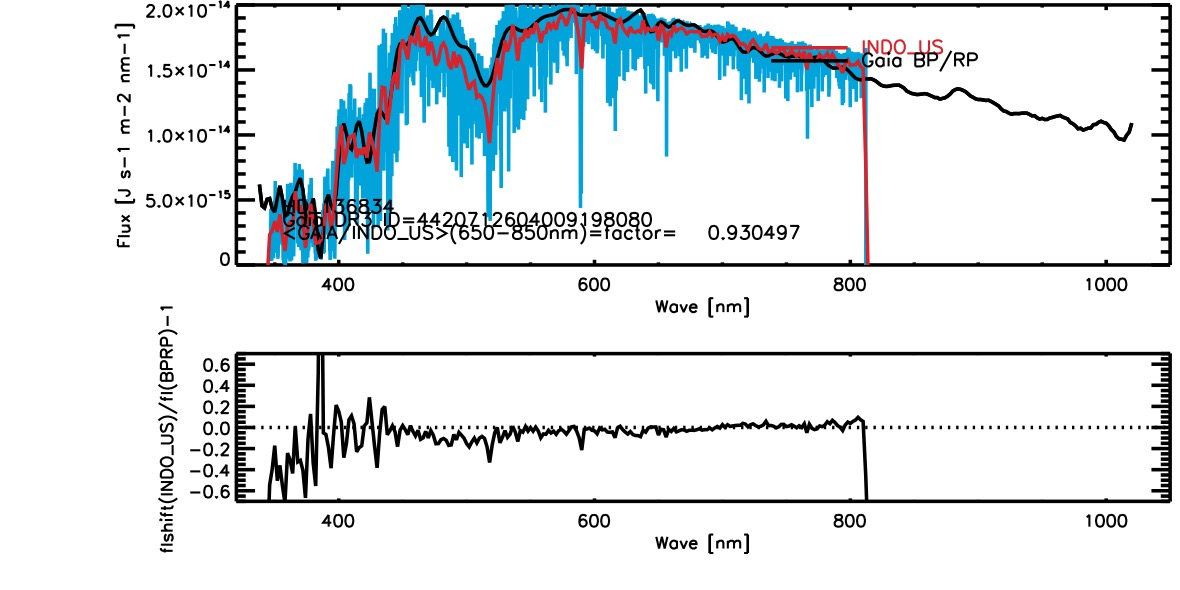 2.0×10−14
1.5×10−14
1.0×10−14
5.0×10−15
0
Flux [J s−1 m−2 nm−1]
INDO_US
Gaia BP/RP
HD 136834
Gaia DR3 ID=4420712604009198080
<GAIA/INDO_US>(650−850nm)=factor= 0.930497
400 600 800 1000
Wave [nm]
0.6
0.4
0.2
0.0
−0.2
−0.4
−0.6
flshift(INDO_US)/fl(BPRP)−1
400 600 800 1000
Wave [nm]